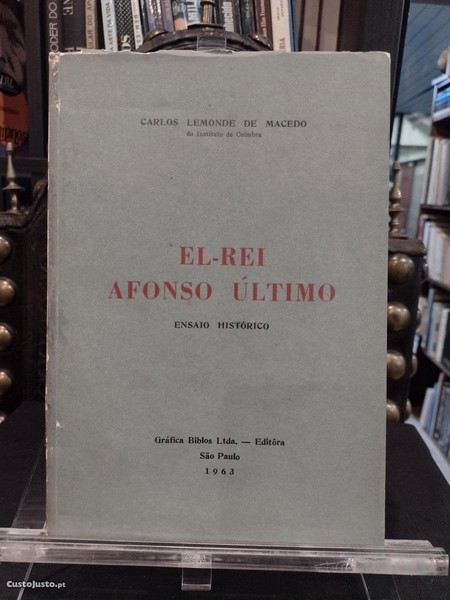 CARLOS LEMONDE DE MACEDO
do Instituto de Coimbra
EL-REI
AFONSO ÚLTIMO
ENSAIO HISTÓRICO
Gráfica Biblos Ltda. — Editôra
São Paulo
1963
CustoJusto.pt